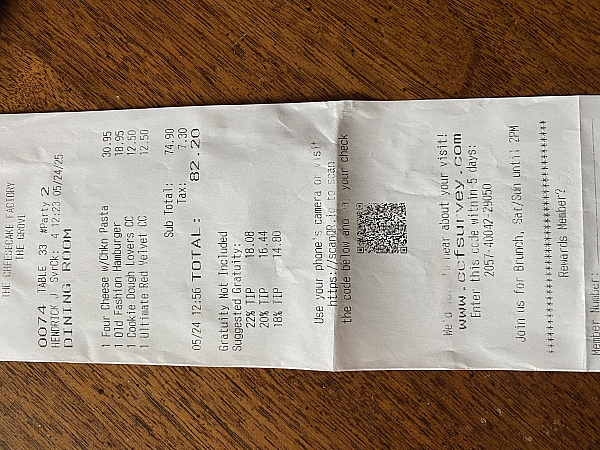 THE CHEESECAKE FACTORY
THE GROVE
0074 TABLE 33 #Party 2
HENDRICK J SvrCk: 4 12:23 05/24/25
DINING ROOM
1 Four Cheese w/Chkn Pasta 30.95
1 Old Fashion Hamburger 18.95
1 Cookie Dough Lovers CC 12.50
1 Ultimate Red Velvet CC 12.50
Sub Total: 74.90
Tax: 7.30
05/24 12:56 TOTAL: 82.20
Gratuity Not Included
Suggested Gratuity:
22% TIP 18.08
20% TIP 16.44
18% TIP 14.80
Use your phone's camera or visit
to scan
the code below and your check
We'd to hear about your visit!
www.ccfsurvey.com
Enter this code within 5 days:
2057-40042-29050
Join us for Brunch, Sat/Sun until 2PM
****************************************
Rewards Member?
Member Number: